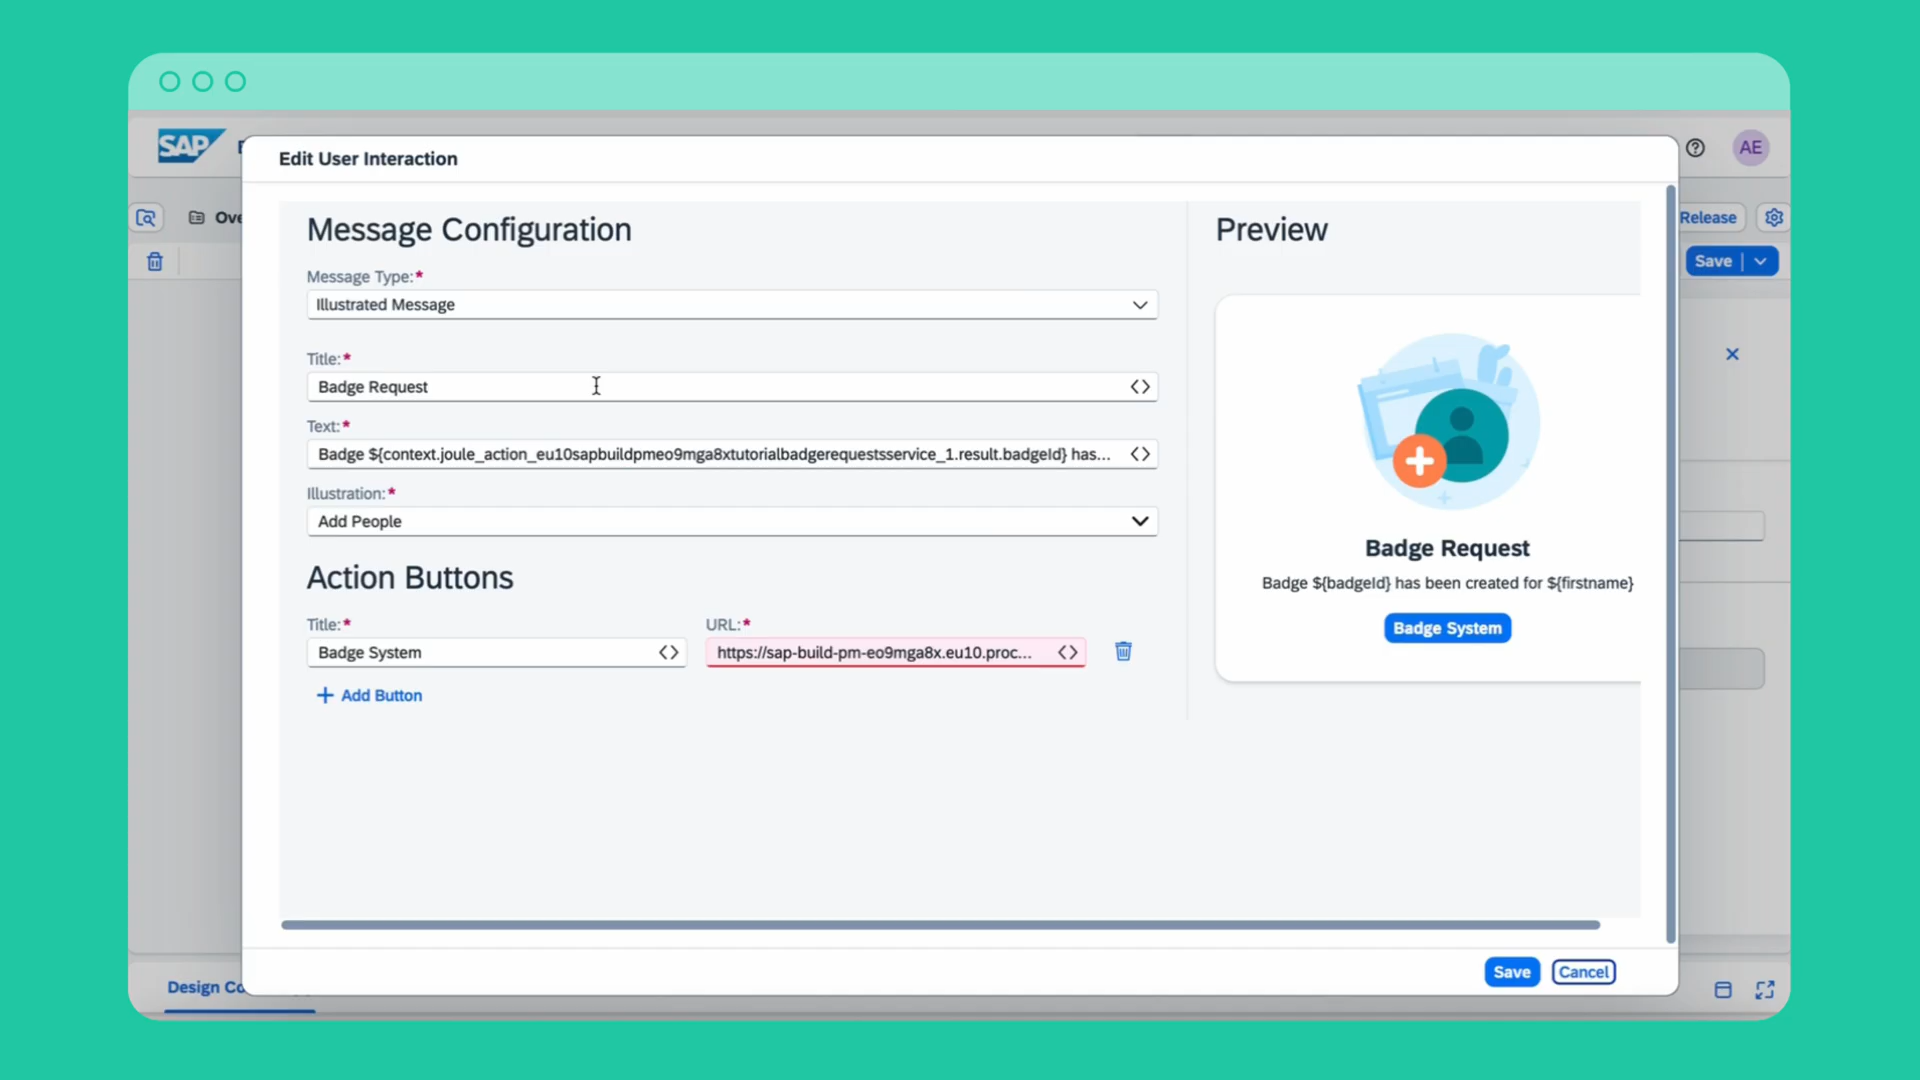 SAP
Edit User Interaction
AE
Release
Save
Message Configuration
Message Type:*
Illustrated Message
Title:*
Badge Request
Text:*
Badge ${context.joule_action_eu10sapbuildpmeo9mga8xtutorialbadgerequestsservice_1.result.badgeId} has...
Illustration:*
Add People
Action Buttons
Title:*
URL:*
Badge System
https://sap-build-pm-eo9mga8x.eu10.proc...
Add Button
Preview
Badge Request
Badge ${badgeId} has been created for ${firstname}
Badge System
Save
Cancel
Design